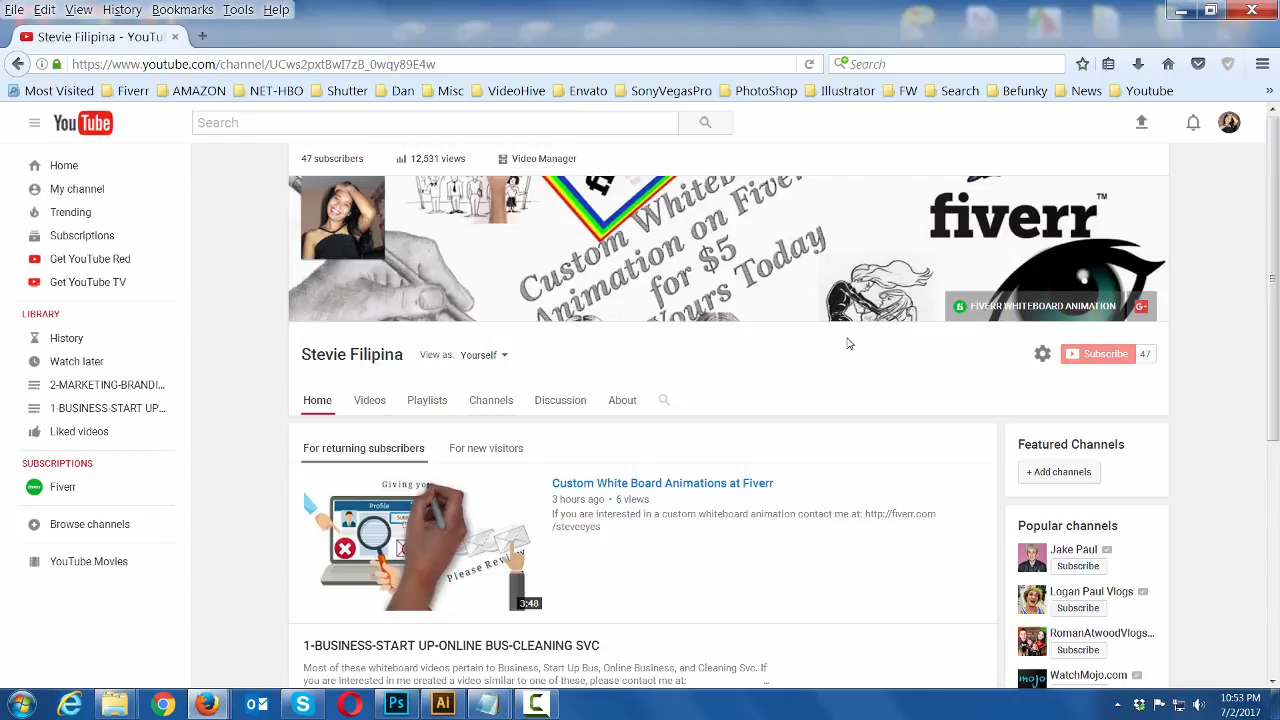 File Edit View History Bookmarks Tools Help
Stevie Filipina - YouTu
https://www.youtube.com/channel/UCws2pxtBwI7zB_0wqy89E4w
Search
Most Visited Fiverr AMAZON NET-HBO Shutter Dan Misc VideoHive Envato SonyVegasPro PhotoShop Illustrator FW Search Befunky News Youtube
YouTube
Search
Home
My channel
Trending
Subscriptions
Get YouTube Red
Get YouTube TV
LIBRARY
History
Watch later
2-MARKETING-BRANDI...
1-BUSINESS-START UP...
Liked videos
SUBSCRIPTIONS
Fiverr
Browse channels
YouTube Movies
47 subscribers 12,531 views Video Manager
Custom White
Animation on Fiver
for $5
Yours Today
fiverr™
FIVERR WHITEBOARD ANIMATION G+
Stevie Filipina View as: Yourself
Subscribe 47
Home Videos Playlists Channels Discussion About
For returning subscribers For new visitors
Giving yo
Profile
Please Rev
3:48
Custom White Board Animations at Fiverr
3 hours ago • 6 views
If you are interested in a custom whiteboard animation contact me at: http://fiverr.com
/steveeyes
1-BUSINESS-START UP-ONLINE BUS-CLEANING SVC
Most of these whiteboard videos pertain to Business, Start Up Bus, Online Business, and Cleaning Svc. If
you are interested in me created a video similar to one of these, please contact me at: ...
Featured Channels
+ Add channels
Popular channels
Jake Paul
Subscribe
Logan Paul Vlogs
Subscribe
RomanAtwoodVlogs...
Subscribe
mojo
WatchMojo.com
Ps Ai
10:53 PM
7/2/2017